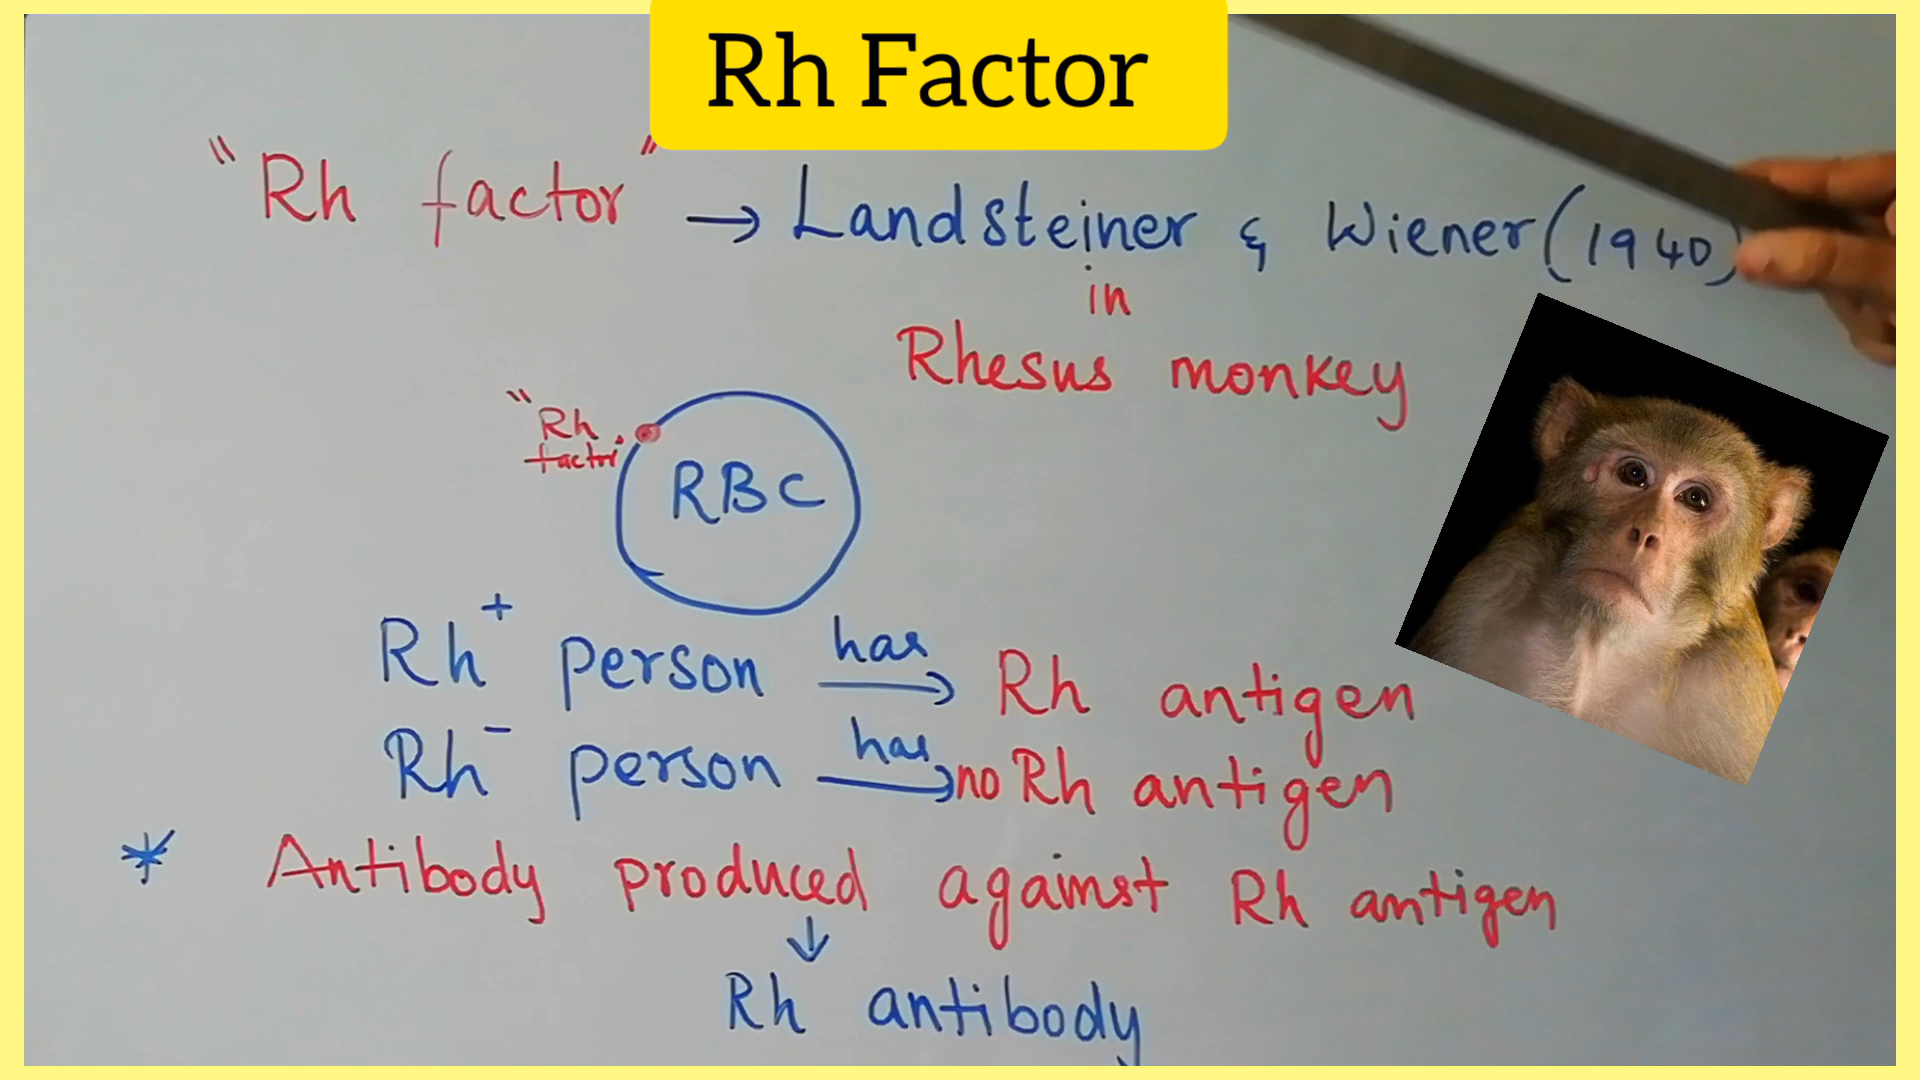 Rh Factor
"Rh factor" → Landsteiner & Wiener (1940)
in
Rhesus monkey
"Rh
factor"
RBC
Rh+ person has → Rh antigen
Rh- person has → no Rh antigen
* Antibody produced against Rh antigen
↓
Rh antibody